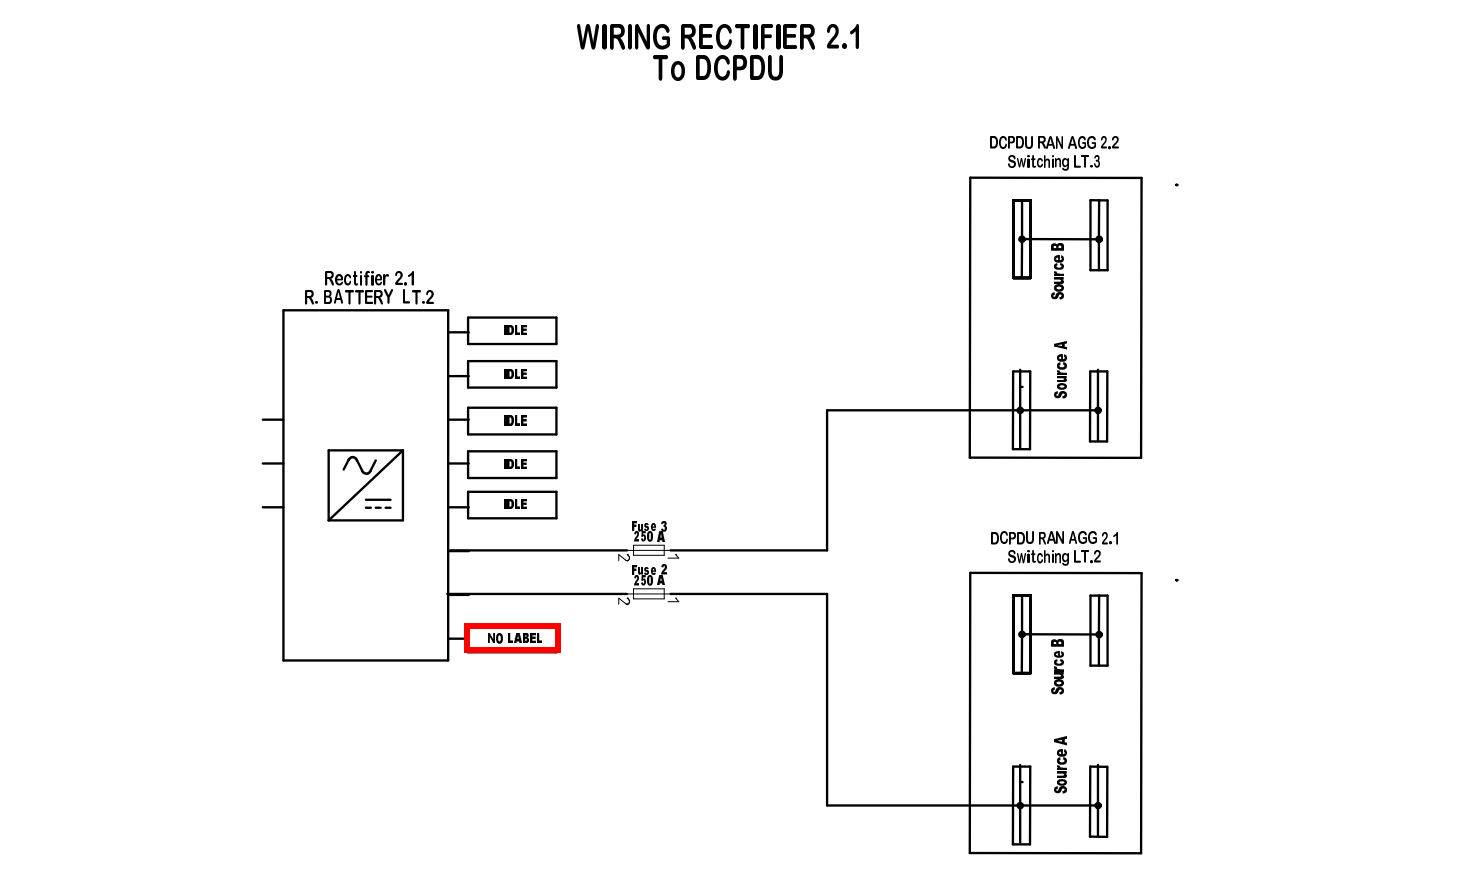 WIRING RECTIFIER 2.1
To DCPDU
DCPDU RAN AGG 2.2
Switching LT.3
Source B
Source A
Rectifier 2.1
R. BATTERY LT.2
IDLE
IDLE
IDLE
IDLE
IDLE
Fuse 3
250 A
2 1
Fuse 2
250 A
2 1
NO LABEL
DCPDU RAN AGG 2.1
Switching LT.2
Source B
Source A